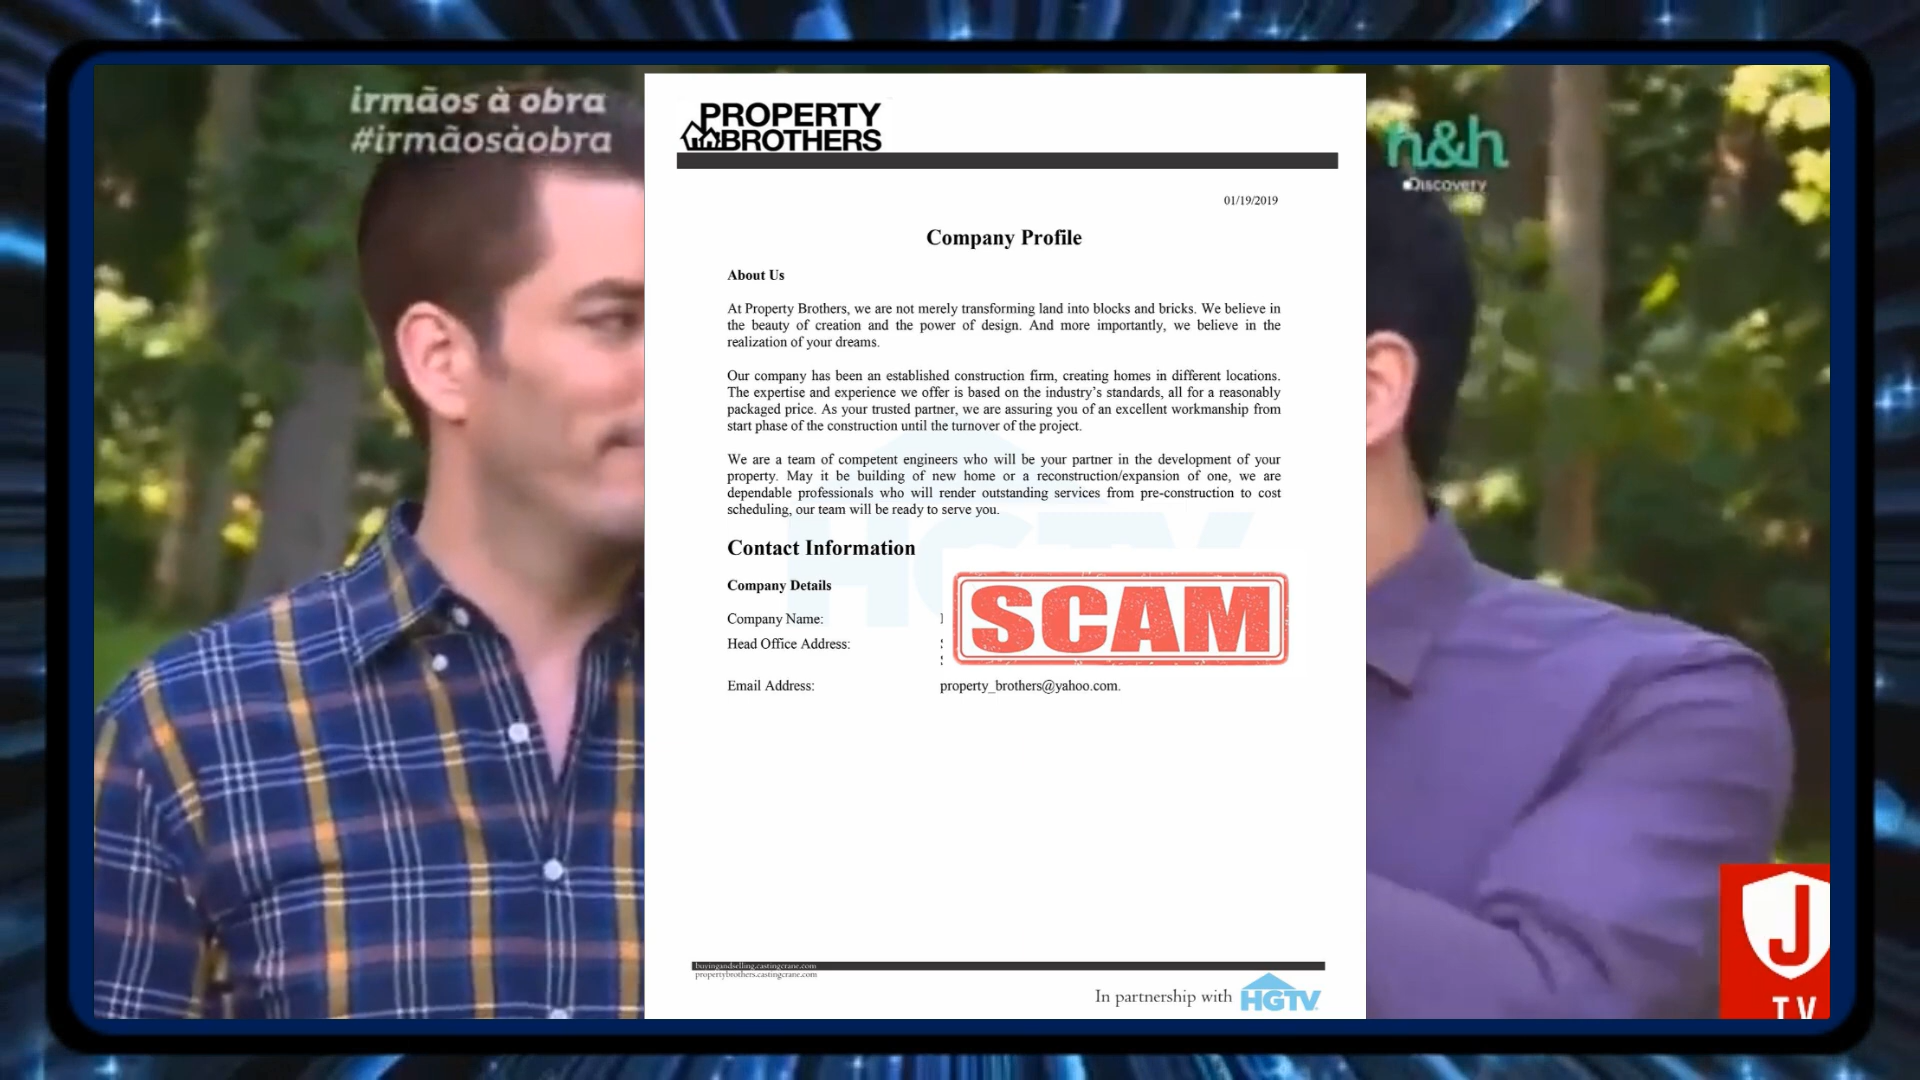 irmãos à obra
#irmãosàobra
PROPERTY
BROTHERS
h&h
Discovery
01/19/2019
Company Profile
About Us
At Property Brothers, we are not merely transforming land into blocks and bricks. We believe in
the beauty of creation and the power of design. And more importantly, we believe in the
realization of your dreams.
Our company has been an established construction firm, creating homes in different locations.
The expertise and experience we offer is based on the industry's standards, all for a reasonably
packaged price. As your trusted partner, we are assuring you of an excellent workmanship from
start phase of the construction until the turnover of the project.
We are a team of competent engineers who will be your partner in the development of your
property. May it be building of new home or a reconstruction/expansion of one, we are
dependable professionals who will render outstanding services from pre-construction to cost
scheduling, our team will be ready to serve you.
HGTV
Contact Information
Company Details
Company Name:
Head Office Address:
SCAM
Email Address: property_brothers@yahoo.com.
buyingandselling.castingcrane.com
propertybrothers.castingcrane.com
In partnership with HGTV
J
TV